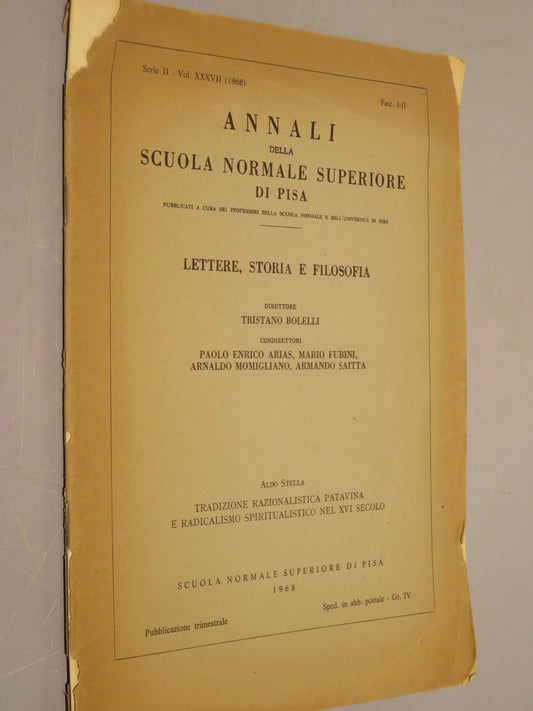 Serie II - Vol. XXXVII (1968)
Fasc. I-II
ANNALI
DELLA
SCUOLA NORMALE SUPERIORE
DI PISA
PUBBLICATI A CURA DEI PROFESSORI DELLA SCUOLA NORMALE E DELL'UNIVERSITÀ DI PISA
LETTERE, STORIA E FILOSOFIA
DIRETTORE
TRISTANO BOLELLI
CONDIRETTORI
PAOLO ENRICO ARIAS, MARIO FUBINI,
ARNALDO MOMIGLIANO, ARMANDO SAITTA
ALDO STELLA
TRADIZIONE RAZIONALISTICA PATAVINA
E RADICALISMO SPIRITUALISTICO NEL XVI SECOLO
SCUOLA NORMALE SUPERIORE DI PISA
1968
Pubblicazione trimestrale
Sped. in abb. postale - Gr. IV